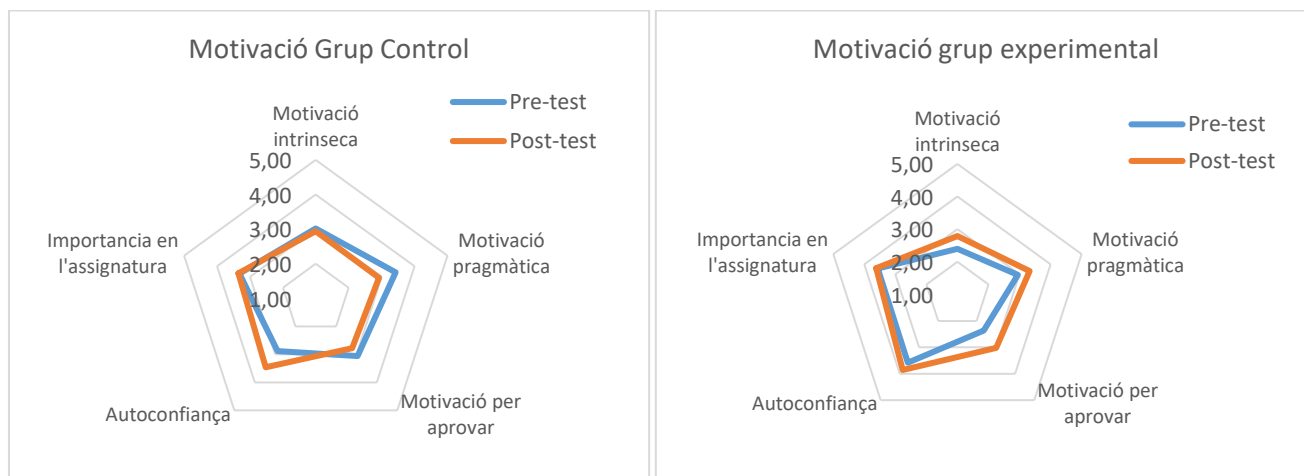 Motivació Grup Control
Pre-test
Post-test
Motivació
intrinseca
5,00
4,00
3,00
2,00
1,00
Motivació
pragmàtica
Motivació per
aprovar
Autoconfiança
Importancia en
l'assignatura
Motivació grup experimental
Pre-test
Post-test
Motivació
intrinseca
5,00
4,00
3,00
2,00
1,00
Motivació
pragmàtica
Motivació per
aprovar
Autoconfiança
Importancia en
l'assignatura